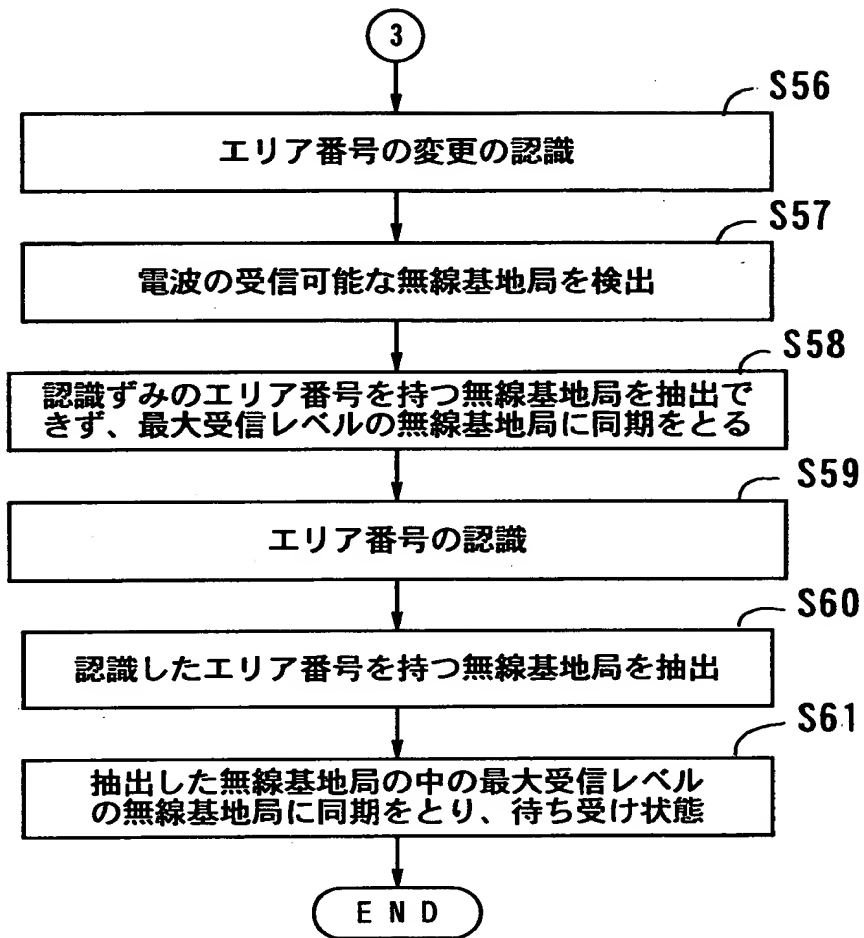 3
S56
エリア番号の変更の認識
S57
電波の受信可能な無線基地局を検出
S58
認識ずみのエリア番号を持つ無線基地局を抽出で
きず、最大受信レベルの無線基地局に同期をとる
S59
エリア番号の認識
S60
認識したエリア番号を持つ無線基地局を抽出
S61
抽出した無線基地局の中の最大受信レベル
の無線基地局に同期をとり、待ち受け状態
END